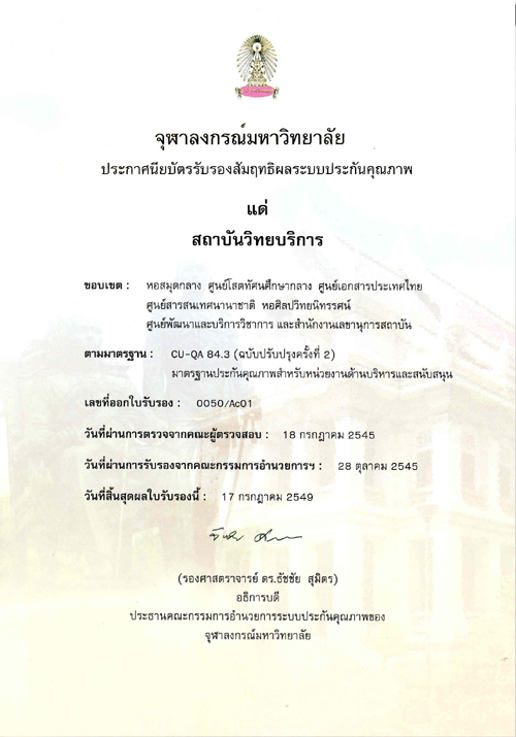 จุฬาลงกรณ์มหาวิทยาลัย
ประกาศนียบัตรรับรองสัมฤทธิผลระบบประกันคุณภาพ
แด่
สถาบันวิทยบริการ
ขอบเขต : หอสมุดกลาง ศูนย์โสตทัศนศึกษากลาง ศูนย์เอกสารประเทศไทย
ศูนย์สารสนเทศนานาชาติ หอศิลปวิทยนิทรรศน์
ศูนย์พัฒนาและบริการวิชาการ และสำนักงานเลขานุการสถาบัน
ตามมาตรฐาน : CU-QA 84.3 (ฉบับปรับปรุงครั้งที่ 2)
มาตรฐานประกันคุณภาพสำหรับหน่วยงานด้านบริหารและสนับสนุน
เลขที่ออกใบรับรอง : 0050/Ac01
วันที่ผ่านการตรวจจากคณะผู้ตรวจสอบ : 18 กรกฎาคม 2545
วันที่ผ่านการรับรองจากคณะกรรมการอำนวยการฯ : 28 ตุลาคม 2545
วันที่สิ้นสุดผลใบรับรองนี้ : 17 กรกฎาคม 2549
(รองศาสตราจารย์ ดร.ธัชชัย สุมิตร)
อธิการบดี
ประธานคณะกรรมการอำนวยการระบบประกันคุณภาพของ
จุฬาลงกรณ์มหาวิทยาลัย